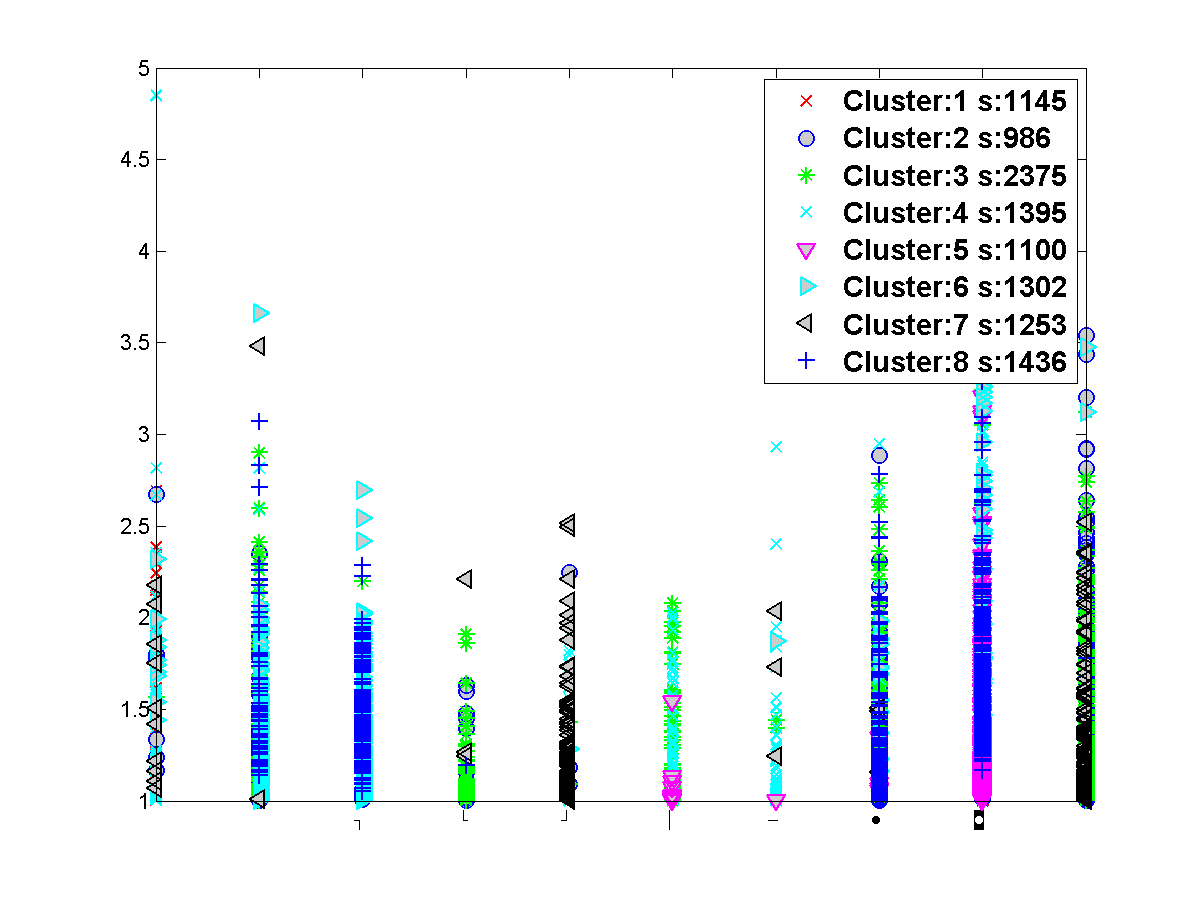 5
4.5
4
3.5
3
2.5
2
1.5
1
Cluster:1 s:1145
Cluster:2 s:986
Cluster:3 s:2375
Cluster:4 s:1395
Cluster:5 s:1100
Cluster:6 s:1302
Cluster:7 s:1253
Cluster:8 s:1436